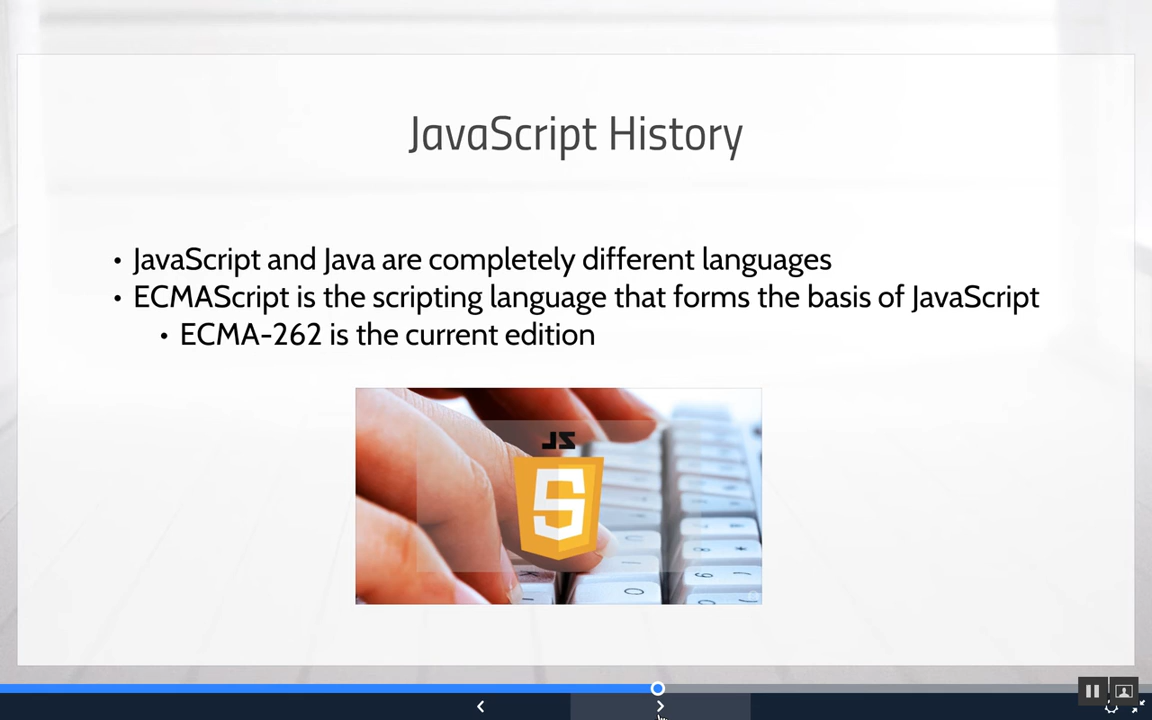 JavaScript History
• JavaScript and Java are completely different languages
• ECMAScript is the scripting language that forms the basis of JavaScript
• ECMA-262 is the current edition
JS